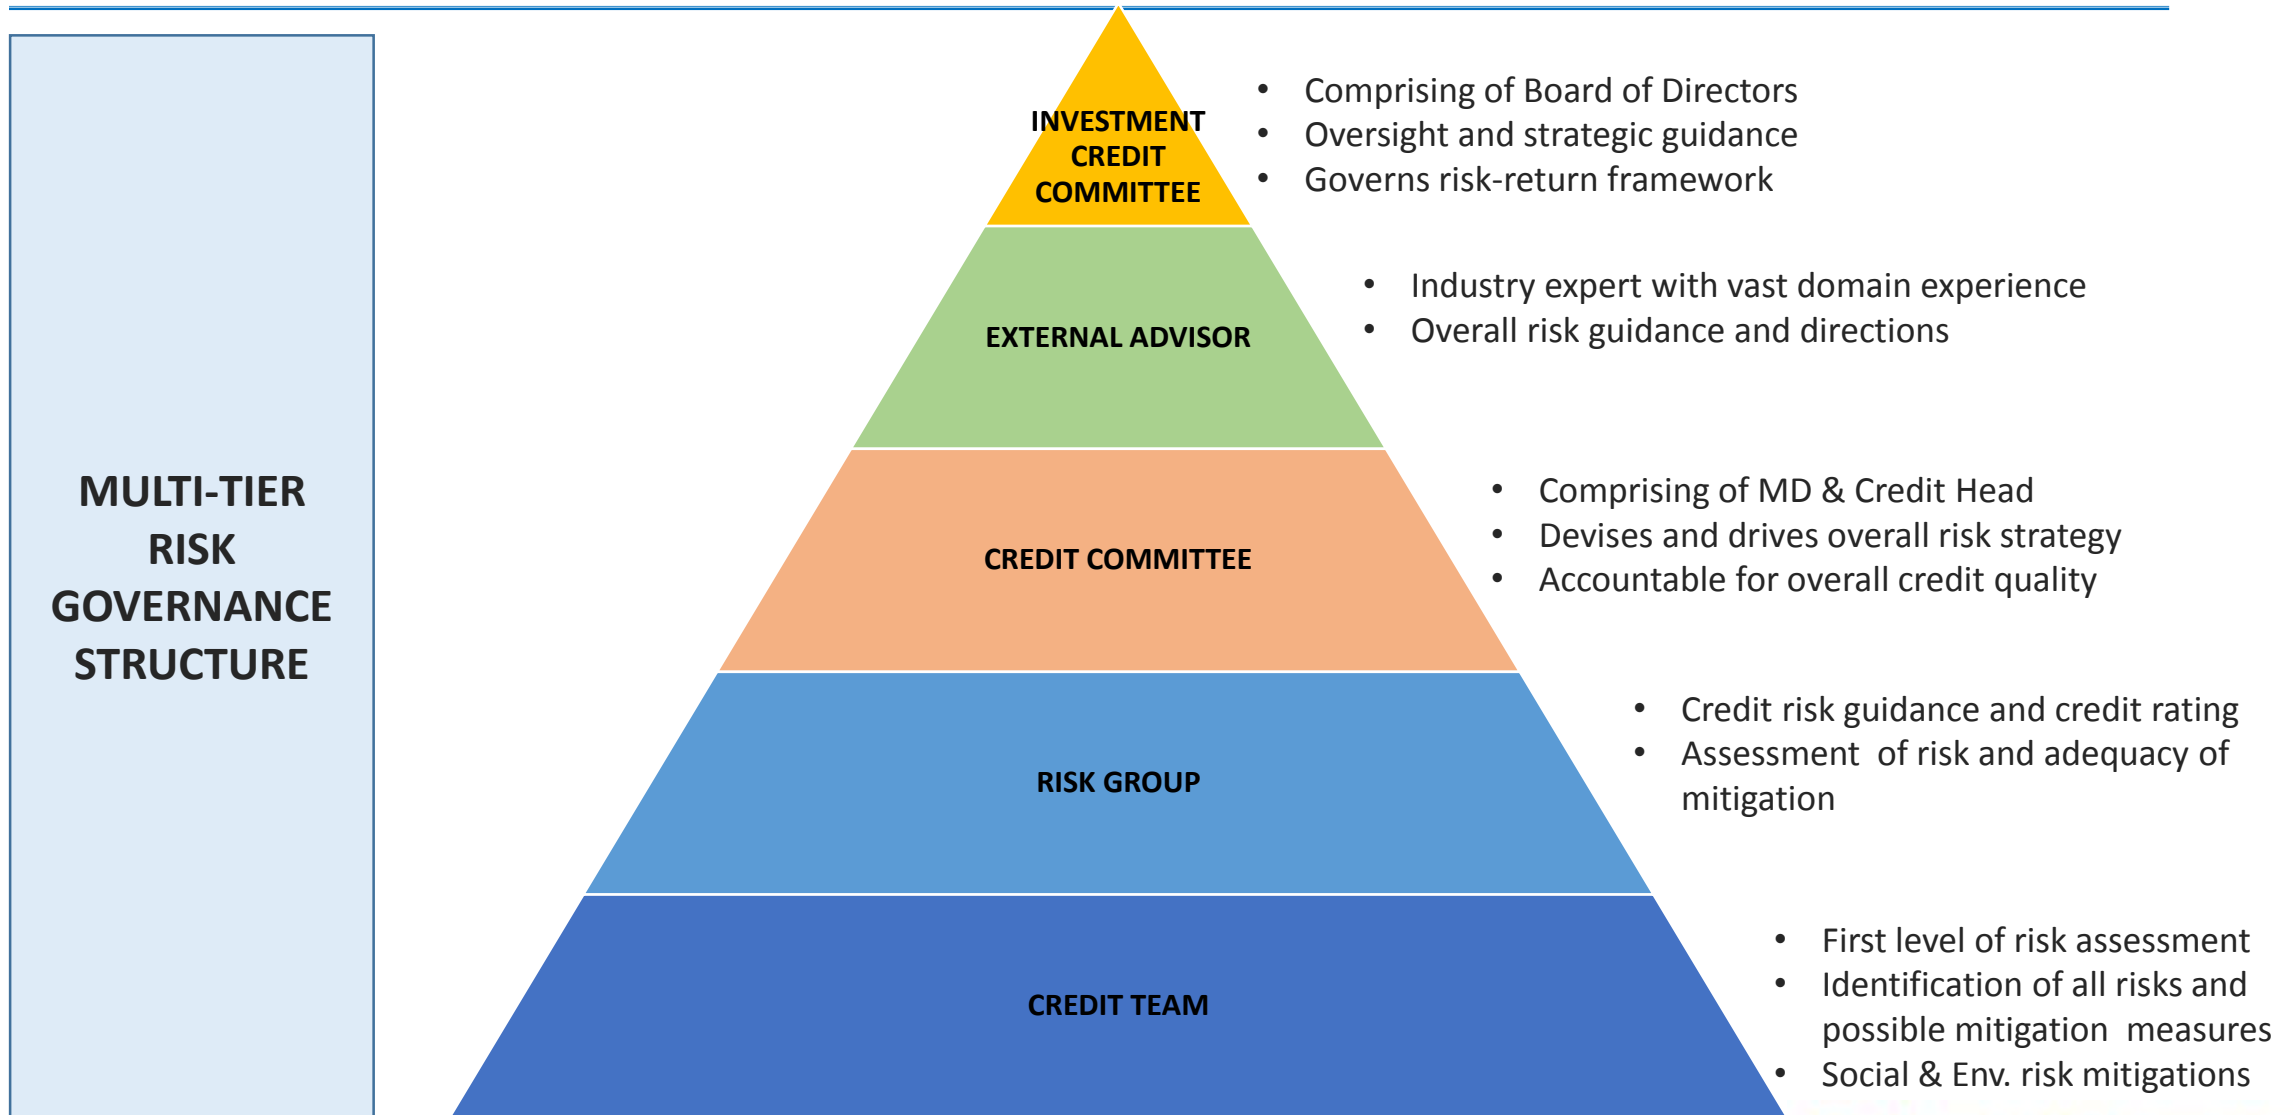 MULTI-TIER
RISK
GOVERNANCE
STRUCTURE
INVESTMENT
CREDIT
COMMITTEE
• Comprising of Board of Directors
• Oversight and strategic guidance
• Governs risk-return framework
EXTERNAL ADVISOR
• Industry expert with vast domain experience
• Overall risk guidance and directions
CREDIT COMMITTEE
• Comprising of MD & Credit Head
• Devises and drives overall risk strategy
• Accountable for overall credit quality
RISK GROUP
• Credit risk guidance and credit rating
• Assessment of risk and adequacy of
mitigation
CREDIT TEAM
• First level of risk assessment
• Identification of all risks and
possible mitigation measures
• Social & Env. risk mitigations